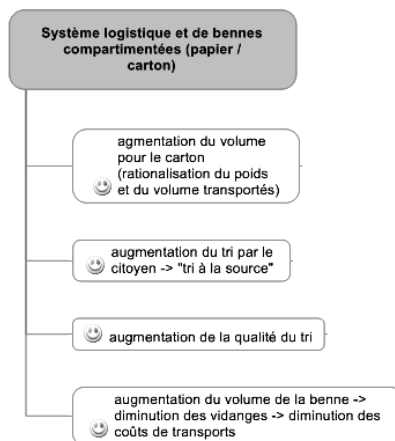 Système logistique et de bennes
compartimentées (papier /
carton)
agmentation du volume
pour le carton
(rationalisation du poids
et du volume transportés)
augmentation du tri par le
citoyen -> "tri à la source"
augmentation de la qualité du tri
augmentation du volume de la benne ->
diminution des vidanges -> diminution des
coûts de transports